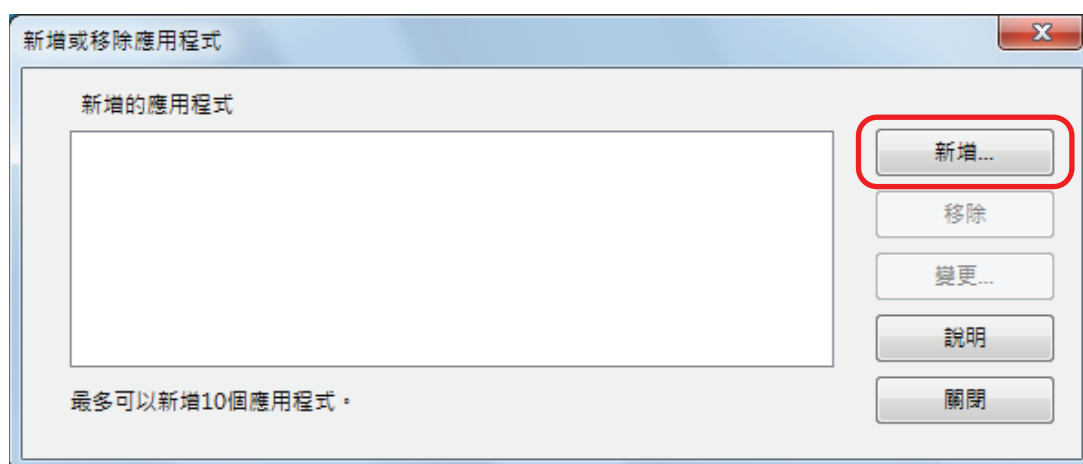 新增或移除應用程式
新增的應用程式
新增...
移除
變更...
說明
關閉
最多可以新增10個應用程式。